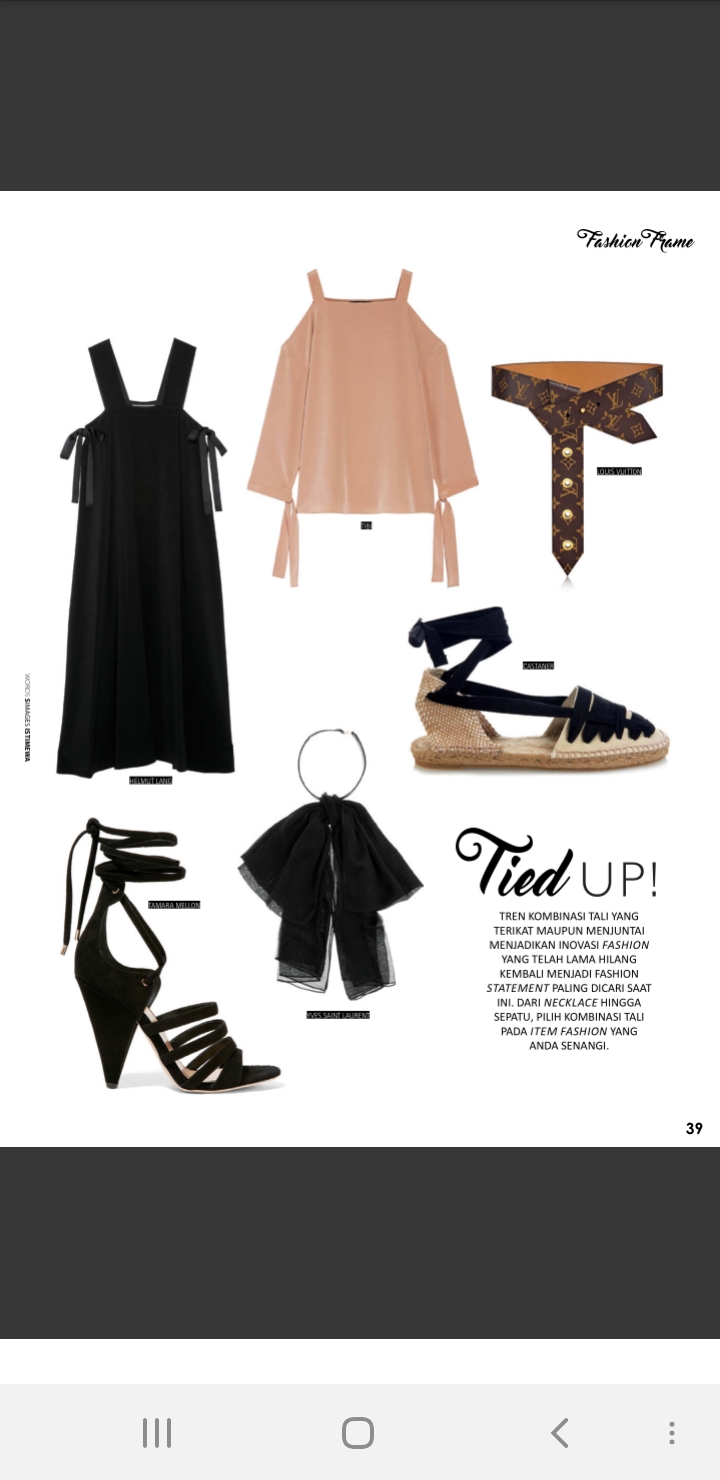 Fashion Frame
LOUIS VUITTON
TIBI
CASTANER
WORDS S IMAGES ISTIMEWA
HELMUT LANG
TAMARA MELLON
YVES SAINT LAURENT
Tied UP!
TREN KOMBINASI TALI YANG
TERIKAT MAUPUN MENJUNTAI
MENJADIKAN INOVASI FASHION
YANG TELAH LAMA HILANG
KEMBALI MENJADI FASHION
STATEMENT PALING DICARI SAAT
INI. DARI NECKLACE HINGGA
SEPATU, PILIH KOMBINASI TALI
PADA ITEM FASHION YANG
ANDA SENANGI.
39